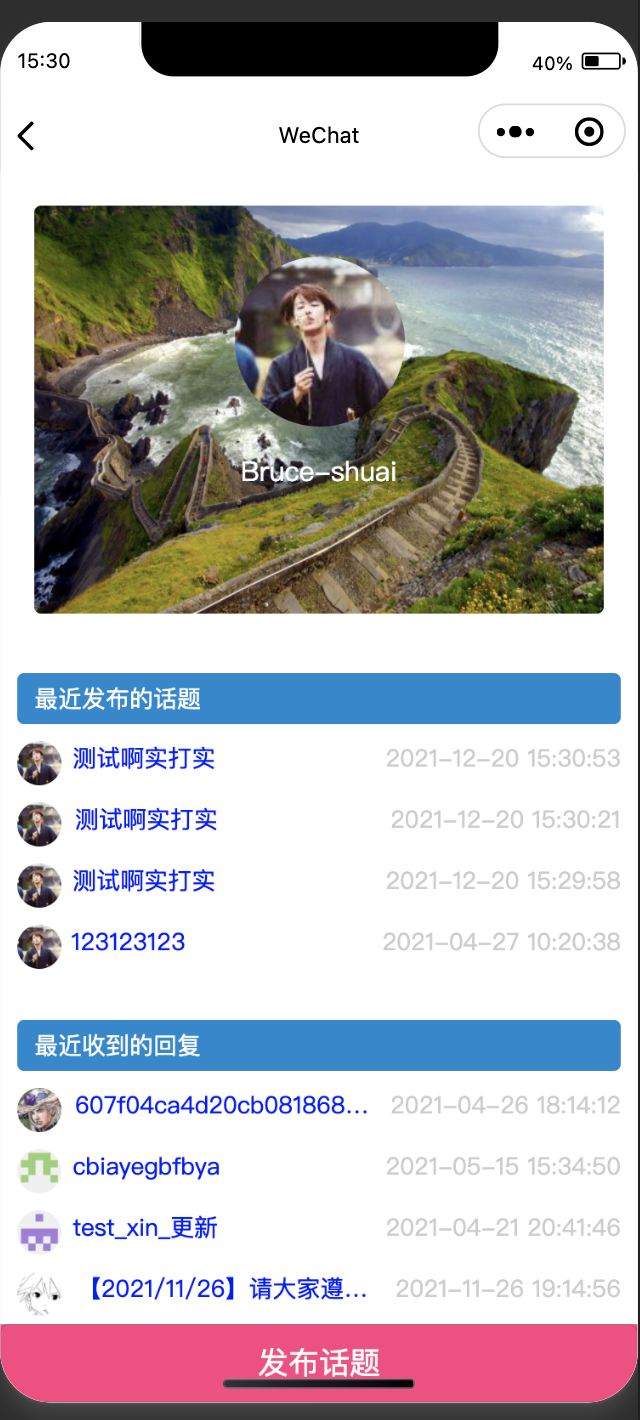 15:30
40%
WeChat
Bruce-shuai
最近发布的话题
测试啊实打实 2021-12-20 15:30:53
测试啊实打实 2021-12-20 15:30:21
测试啊实打实 2021-12-20 15:29:58
123123123 2021-04-27 10:20:38
最近收到的回复
607f04ca4d20cb081868... 2021-04-26 18:14:12
cbiayegbfbya 2021-05-15 15:34:50
test_xin_更新 2021-04-21 20:41:46
【2021/11/26】请大家遵... 2021-11-26 19:14:56
发布话题